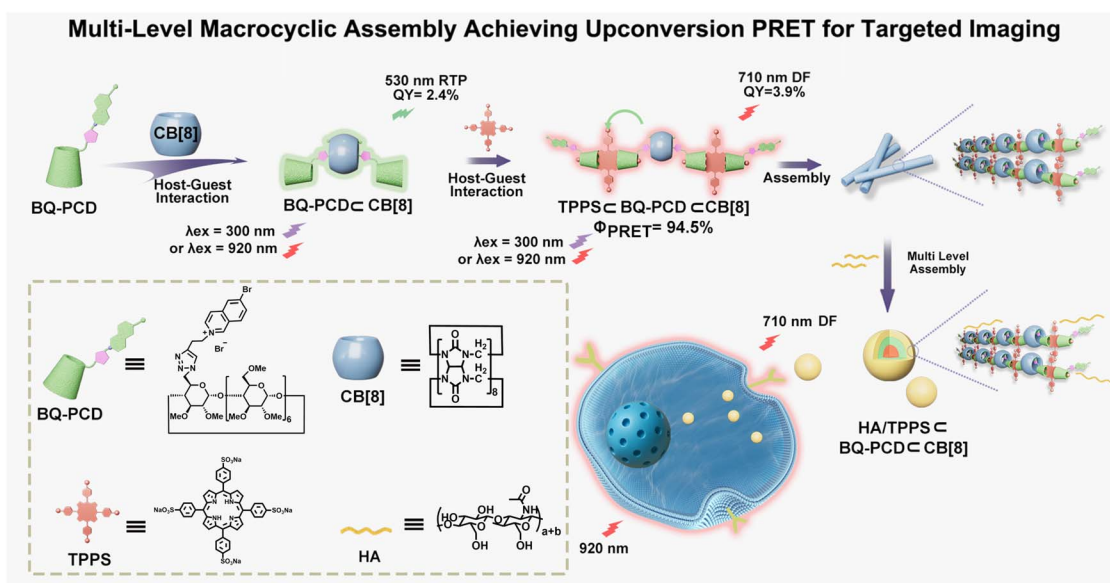 Multi-Level Macrocyclic Assembly Achieving Upconversion PRET for Targeted Imaging
BQ-PCD
CB[8]
Host-Guest
Interaction
530 nm RTP
QY= 2.4%
BQ-PCD⊂ CB[8]
λex = 300 nm
or λex = 920 nm
Host-Guest
Interaction
710 nm DF
QY=3.9%
TPPS⊂ BQ-PCD ⊂CB[8]
ΦPRET= 94.5%
λex = 300 nm
or λex = 920 nm
Assembly
Multi Level
Assembly
HA/TPPS⊂
BQ-PCD⊂ CB[8]
710 nm DF
920 nm
BQ-PCD
Br
N
+
Br⁻
N
N
N
O
OMe
O
O
MeO
OMe
MeO
OMe
6
CB[8]
O
H2
N N C
N N C
H2
O
8
TPPS
SO3Na
NaO3S
SO3Na
SO3Na
N
HN
NH
N
HA
O
NH
HO
OH
O
HO
O
O
OH
OH
a+b